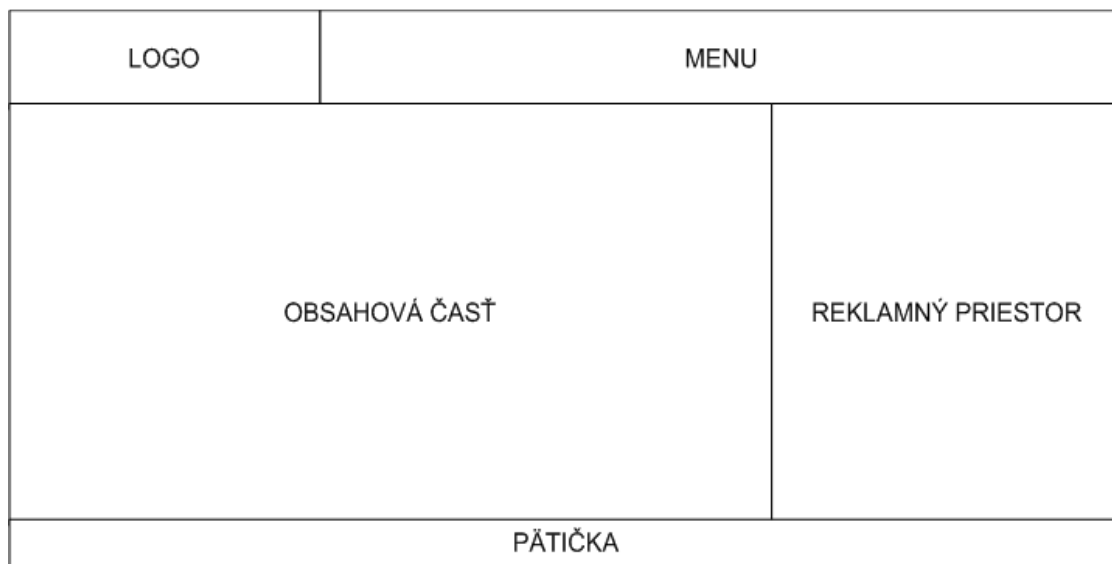 LOGO
MENU
OBSAHOVÁ ČASŤ
REKLAMNÝ PRIESTOR
PÄTIČKA